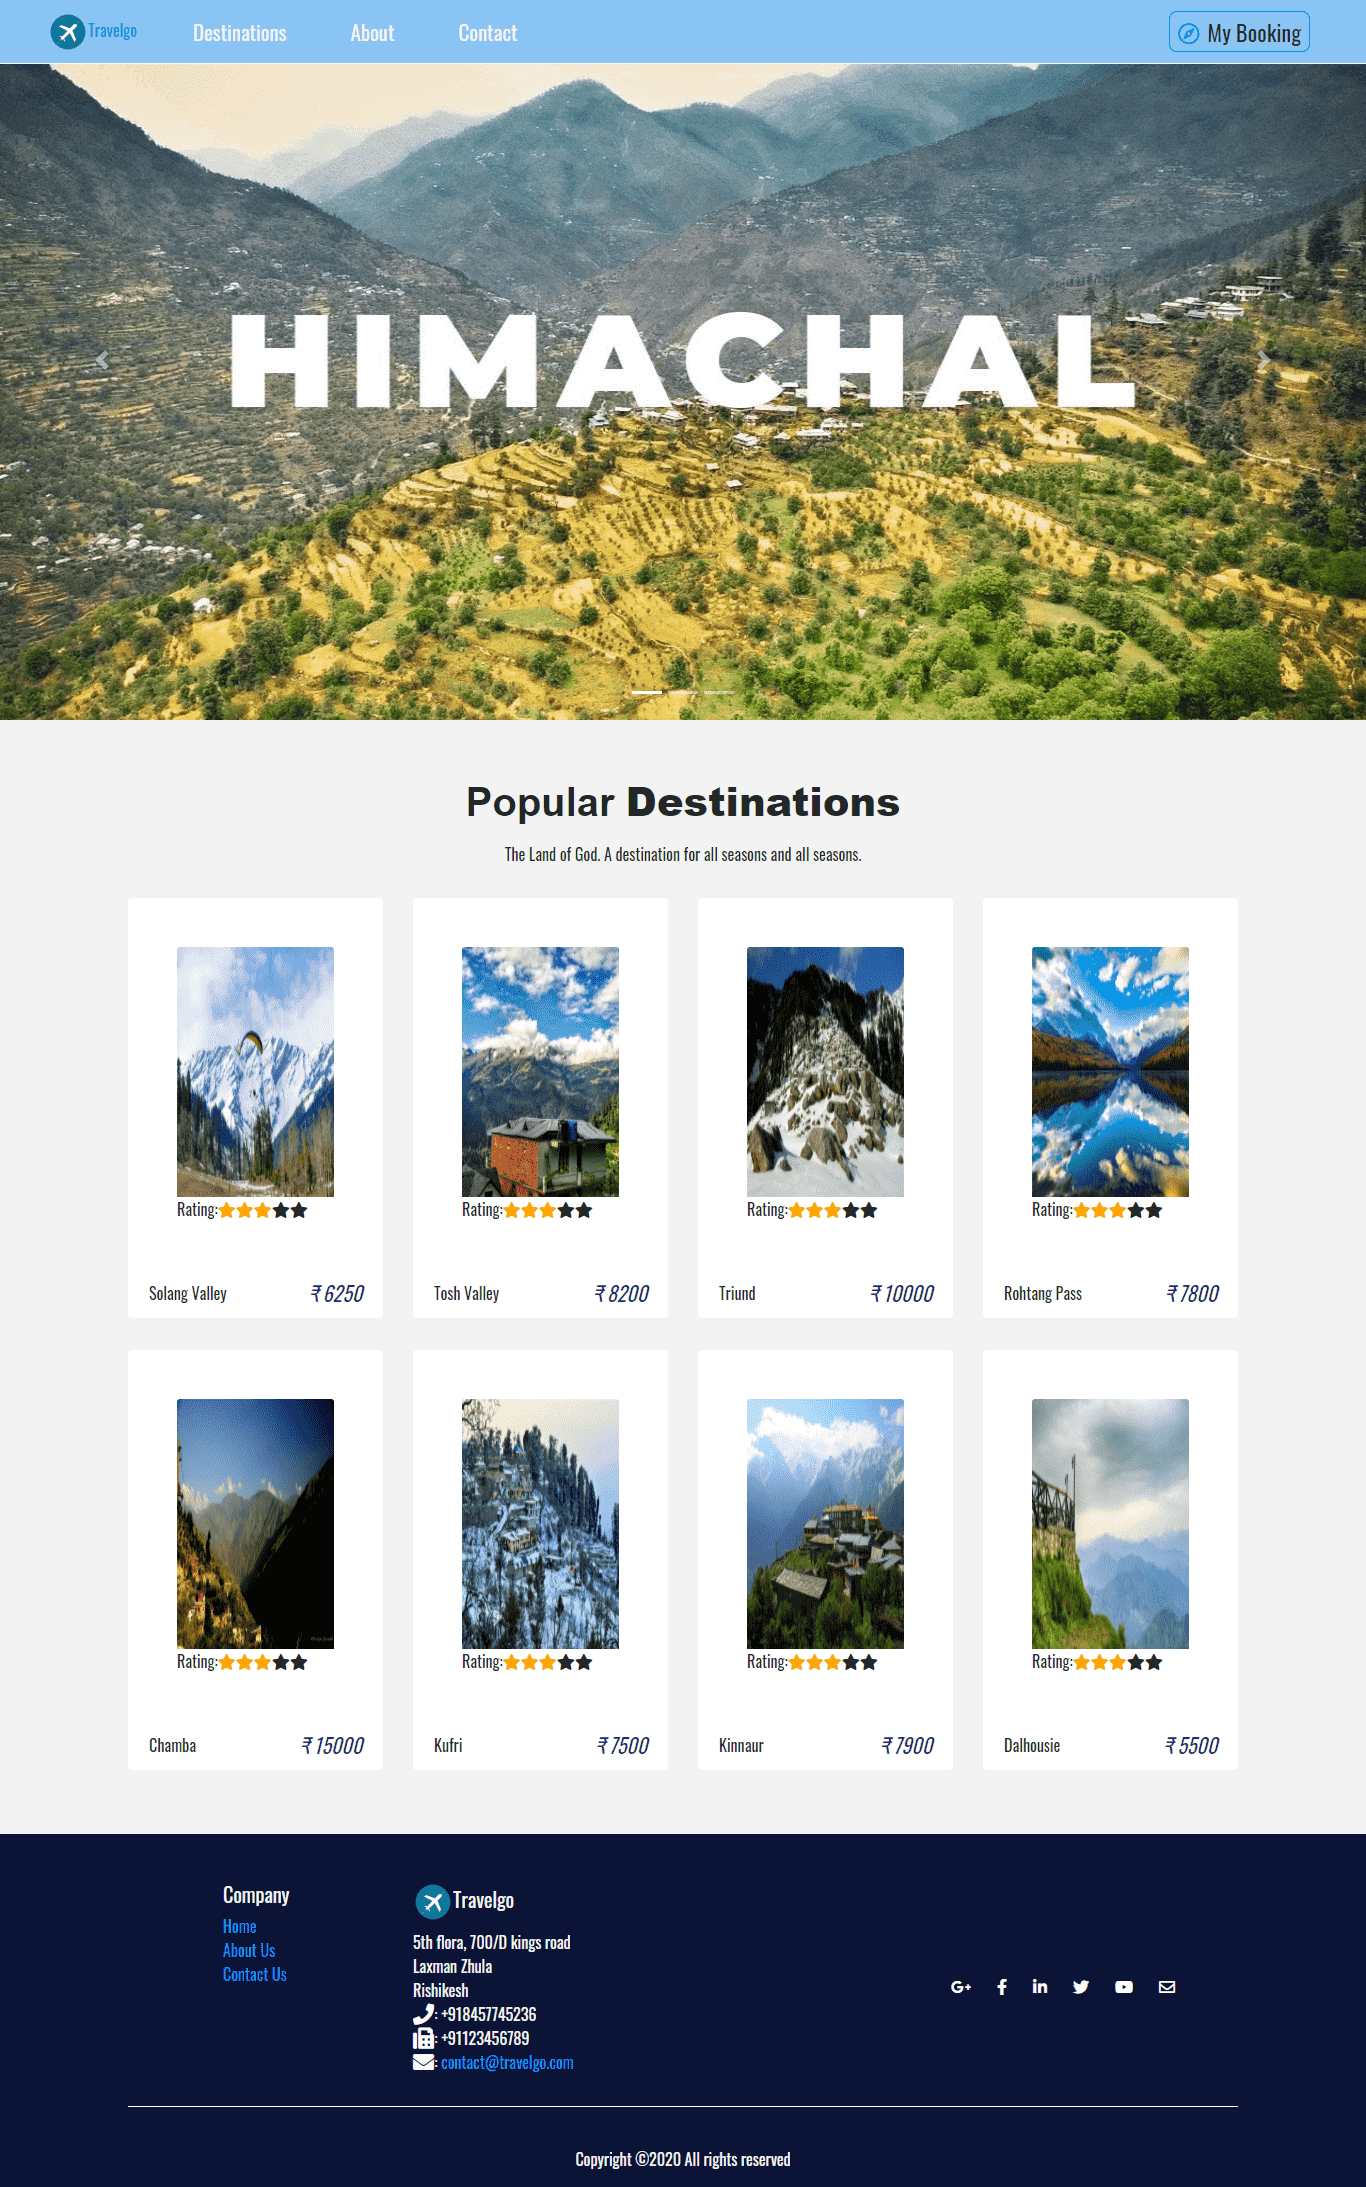 Travelgo Destinations About Contact My Booking
HIMACHAL
Popular Destinations
The Land of God. A destination for all seasons and all seasons.
Rating: Rating: Rating: Rating:
Solang Valley ₹ 6250 Tosh Valley ₹ 8200 Triund ₹ 10000 Rohtang Pass ₹ 7800
Rating: Rating: Rating: Rating:
Chamba ₹ 15000 Kufri ₹ 7500 Kinnaur ₹ 7900 Dalhousie ₹ 5500
Company
Home
About Us
Contact Us
Travelgo
5th flora, 700/D kings road
Laxman Zhula
Rishikesh
: +918457745236
: +91123456789
: contact@travelgo.com
Copyright ©2020 All rights reserved